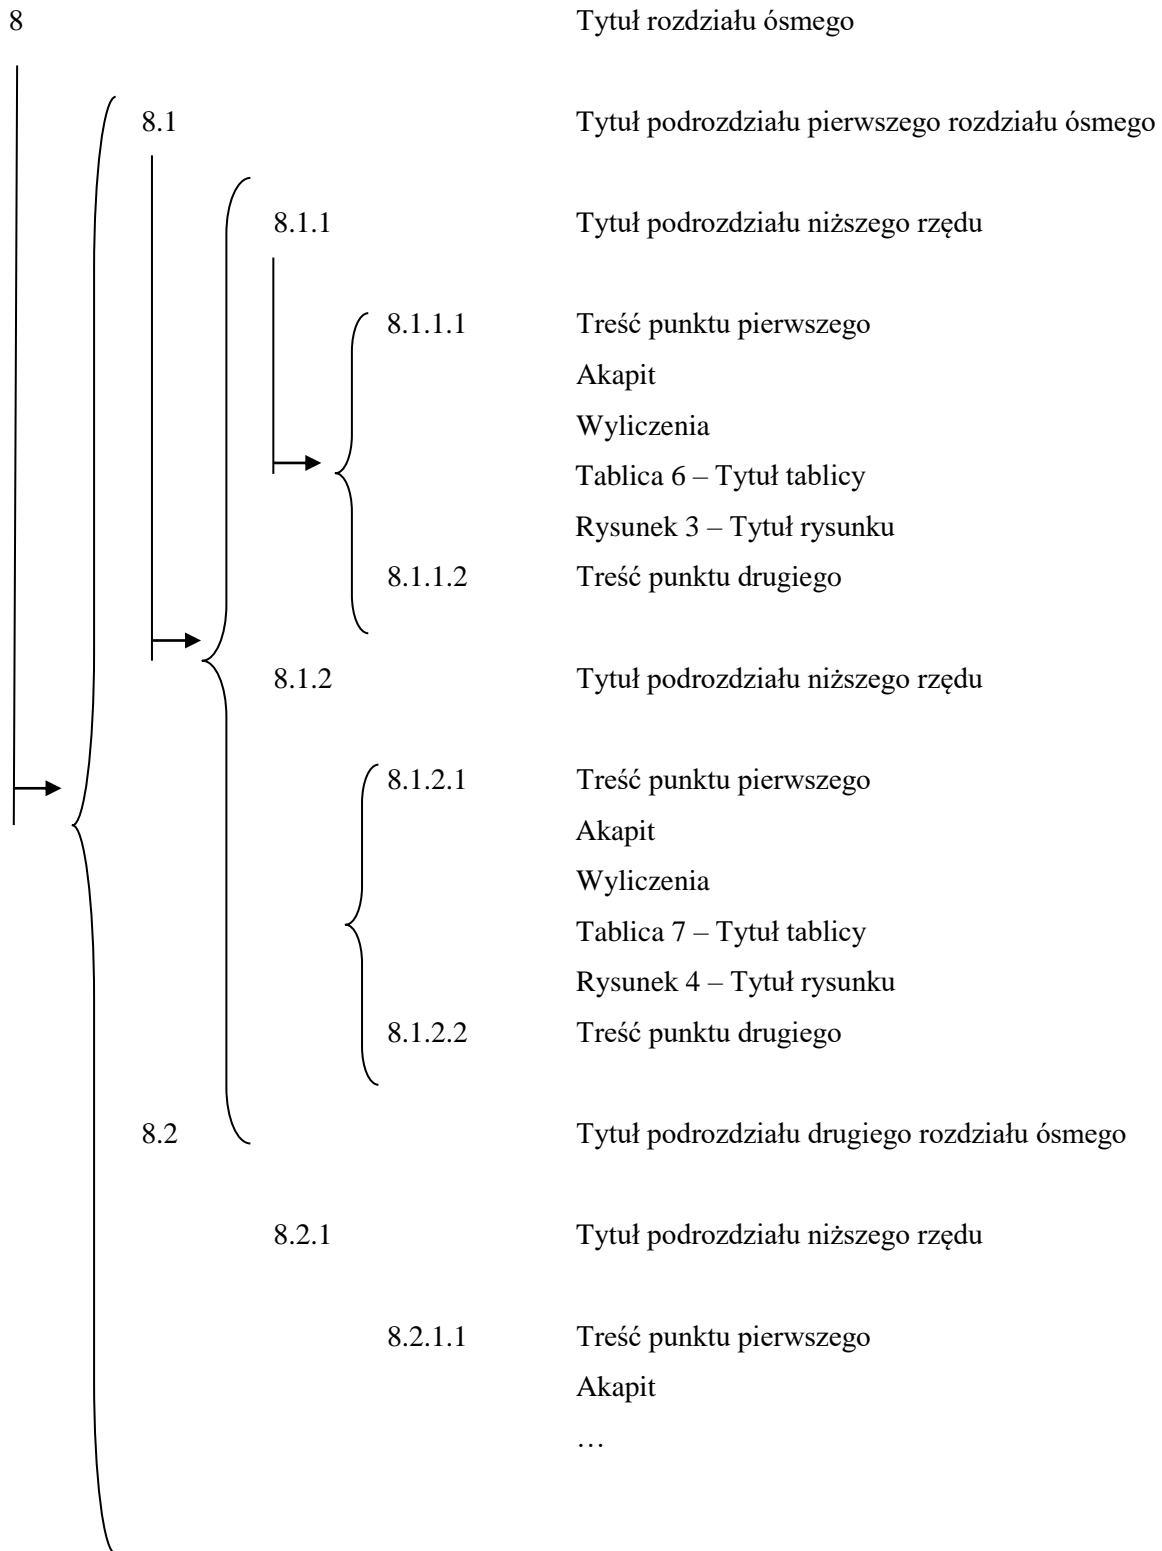 8 Tytuł rozdziału ósmego
8.1 Tytuł podrozdziału pierwszego rozdziału ósmego
8.1.1 Tytuł podrozdziału niższego rzędu
8.1.1.1 Treść punktu pierwszego
Akapit
Wyliczenia
Tablica 6 – Tytuł tablicy
Rysunek 3 – Tytuł rysunku
8.1.1.2 Treść punktu drugiego
8.1.2 Tytuł podrozdziału niższego rzędu
8.1.2.1 Treść punktu pierwszego
Akapit
Wyliczenia
Tablica 7 – Tytuł tablicy
Rysunek 4 – Tytuł rysunku
8.1.2.2 Treść punktu drugiego
8.2 Tytuł podrozdziału drugiego rozdziału ósmego
8.2.1 Tytuł podrozdziału niższego rzędu
8.2.1.1 Treść punktu pierwszego
Akapit
…